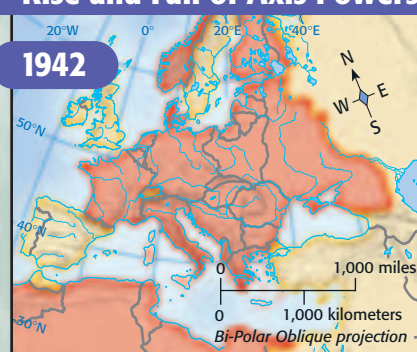 Rise and Fall of Axis Powers
1942
20°W 0° 20°E 40°E
N
W E
S
50°N
40°N
30°N
0 1,000 miles
0 1,000 kilometers
Bi-Polar Oblique projection